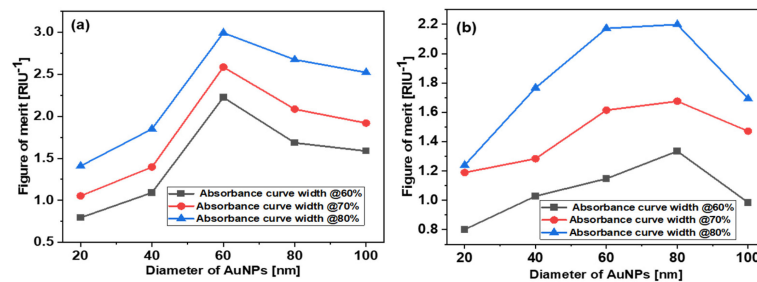 (a)
Figure of merit [RIU⁻¹]
3.0
2.5
2.0
1.5
1.0
0.5
Absorbance curve width @60%
Absorbance curve width @70%
Absorbance curve width @80%
20 40 60 80 100
Diameter of AuNPs [nm]
(b)
Figure of merit [RIU⁻¹]
2.2
2.0
1.8
1.6
1.4
1.2
1.0
0.8
Absorbance curve width @60%
Absorbance curve width @70%
Absorbance curve width @80%
20 40 60 80 100
Diameter of AuNPs [nm]